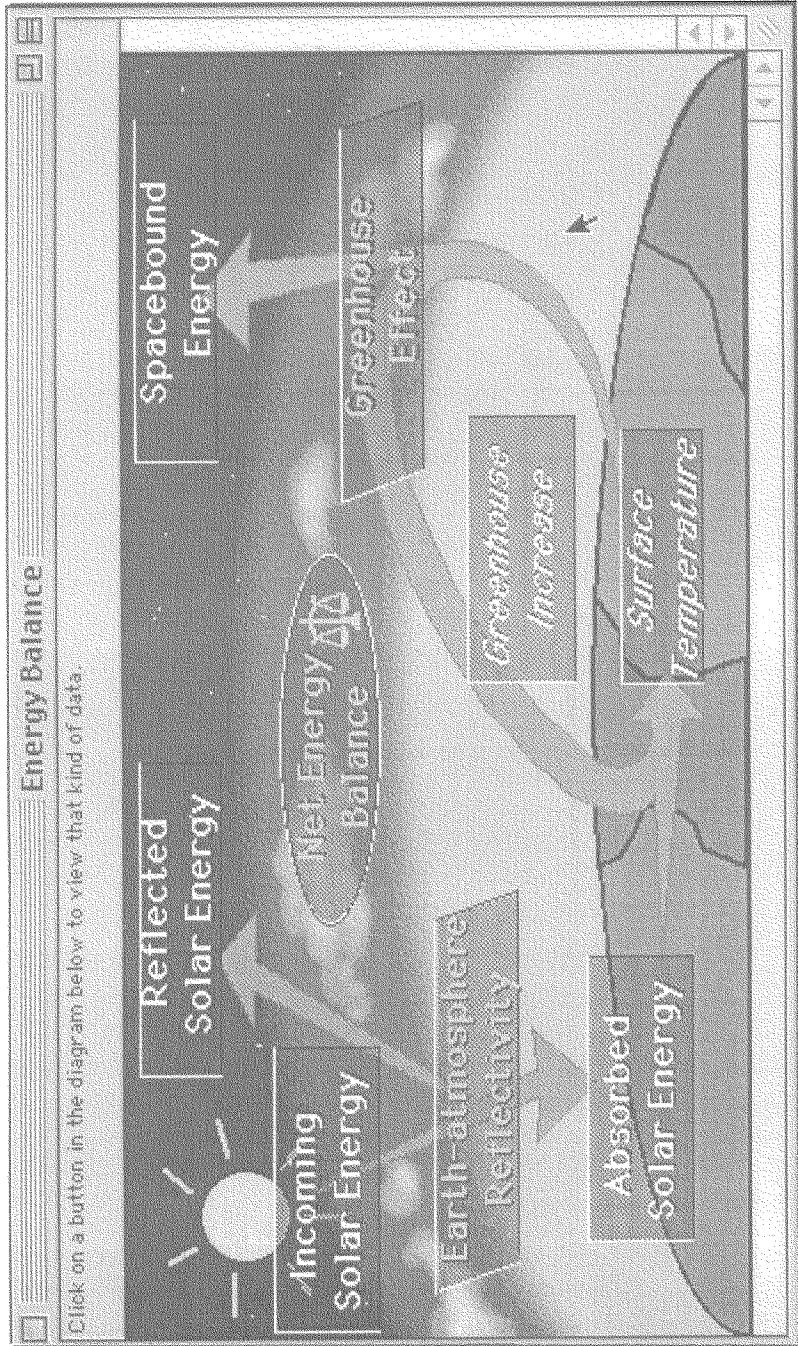 Energy Balance
Click on a button in the diagram below to view that kind of data.
Incoming
Solar Energy
Reflected
Solar Energy
Spacebound
Energy
Net Energy
Balance
Greenhouse
Effect
Earth-atmosphere
Reflectivity
Greenhouse
Increase
Absorbed
Solar Energy
Surface
Temperature